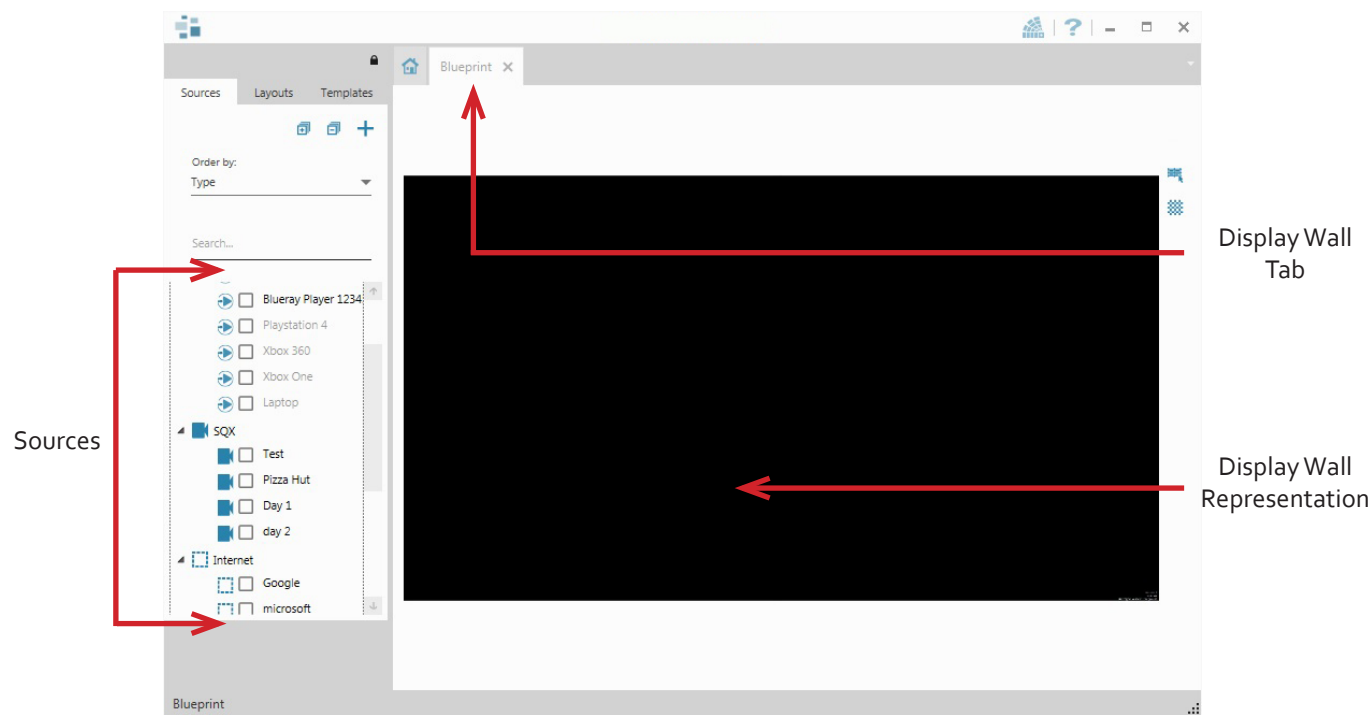 ?
Blueprint
Sources Layouts Templates
Order by:
Type
Search...
Blueray Player 1234
Playstation 4
Xbox 360
Xbox One
Laptop
SQX
Test
Pizza Hut
Day 1
day 2
Internet
Google
microsoft
Blueprint
Sources
Display Wall
Tab
Display Wall
Representation